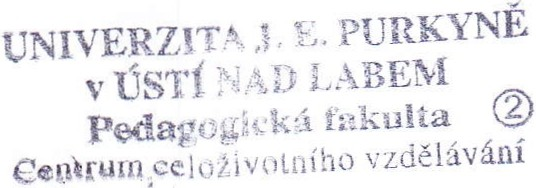 UNIVERZITA J. E. PURKYNĚ
v ÚSTÍ NAD LABEM
Pedagogická fakulta ②
Centrum celoživotního vzdělávání